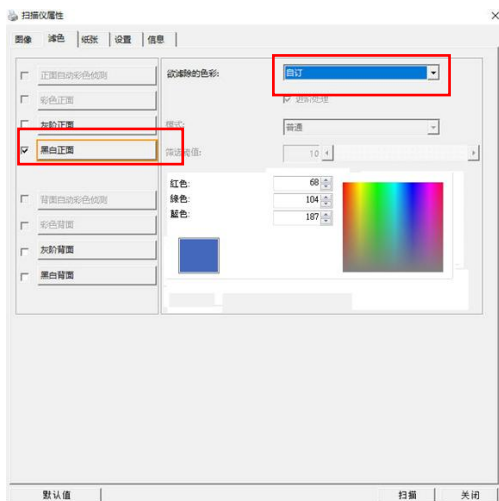 扫描仪属性
图像 滤色 纸张 设置 信息
正面自动彩色侦测
彩色正面
灰阶正面
黑白正面
背面自动彩色侦测
彩色背面
灰阶背面
黑白背面
欲滤除的色彩: 自订
进阶处理
模式: 普通
筛选阈值: 10
红色: 68
绿色: 104
蓝色: 187
默认值 扫描 关闭